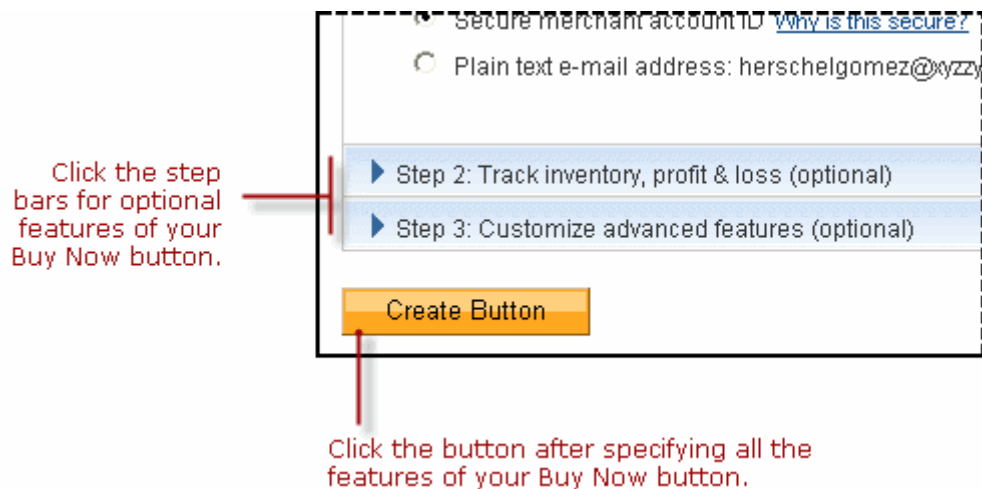 Secure merchant account ID Why is this secure?
Plain text e-mail address: herschelgomez@xyzzy
Click the step
bars for optional
features of your
Buy Now button.
Step 2: Track inventory, profit & loss (optional)
Step 3: Customize advanced features (optional)
Create Button
Click the button after specifying all the
features of your Buy Now button.